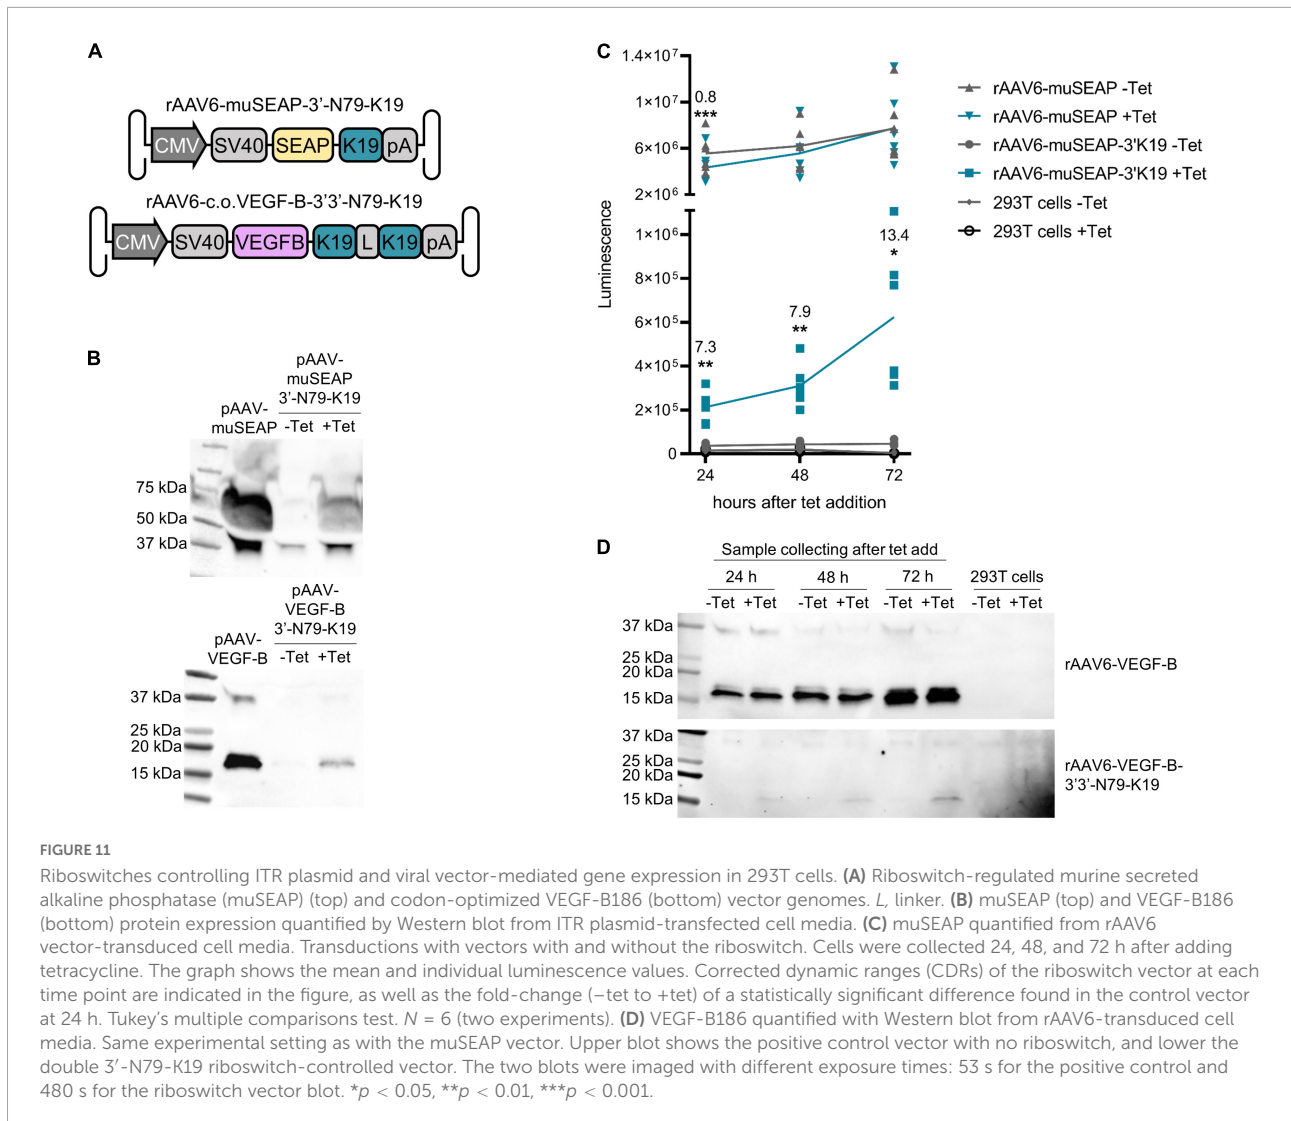 A
rAAV6-muSEAP-3'-N79-K19
CMV SV40 SEAP K19 pA
rAAV6-c.o.VEGF-B-3'3'-N79-K19
CMV SV40 VEGFB K19 L K19 pA
B
pAAV-
muSEAP
3'-N79-K19
pAAV-
muSEAP
-Tet +Tet
75 kDa
50 kDa
37 kDa
pAAV-
VEGF-B
3'-N79-K19
pAAV-
VEGF-B
-Tet +Tet
37 kDa
25 kDa
20 kDa
15 kDa
C
Luminescence
1.4×10⁷
1×10⁷
6×10⁶
2×10⁶
1×10⁶
8×10⁵
6×10⁵
4×10⁵
2×10⁵
0
0.8
***
7.3
**
7.9
**
13.4
*
24 48 72
hours after tet addition
rAAV6-muSEAP -Tet
rAAV6-muSEAP +Tet
rAAV6-muSEAP-3'K19 -Tet
rAAV6-muSEAP-3'K19 +Tet
293T cells -Tet
293T cells +Tet
D
Sample collecting after tet add
24 h 48 h 72 h 293T cells
-Tet +Tet -Tet +Tet -Tet +Tet -Tet +Tet
37 kDa
25 kDa
20 kDa
15 kDa
rAAV6-VEGF-B
37 kDa
25 kDa
20 kDa
15 kDa
rAAV6-VEGF-B-
3'3'-N79-K19
FIGURE 11
Riboswitches controlling ITR plasmid and viral vector-mediated gene expression in 293T cells. (A) Riboswitch-regulated murine secreted
alkaline phosphatase (muSEAP) (top) and codon-optimized VEGF-B186 (bottom) vector genomes. L, linker. (B) muSEAP (top) and VEGF-B186
(bottom) protein expression quantified by Western blot from ITR plasmid-transfected cell media. (C) muSEAP quantified from rAAV6
vector-transduced cell media. Transductions with vectors with and without the riboswitch. Cells were collected 24, 48, and 72 h after adding
tetracycline. The graph shows the mean and individual luminescence values. Corrected dynamic ranges (CDRs) of the riboswitch vector at each
time point are indicated in the figure, as well as the fold-change (−tet to +tet) of a statistically significant difference found in the control vector
at 24 h. Tukey's multiple comparisons test. N = 6 (two experiments). (D) VEGF-B186 quantified with Western blot from rAAV6-transduced cell
media. Same experimental setting as with the muSEAP vector. Upper blot shows the positive control vector with no riboswitch, and lower the
double 3′-N79-K19 riboswitch-controlled vector. The two blots were imaged with different exposure times: 53 s for the positive control and
480 s for the riboswitch vector blot. *p < 0.05, **p < 0.01, ***p < 0.001.